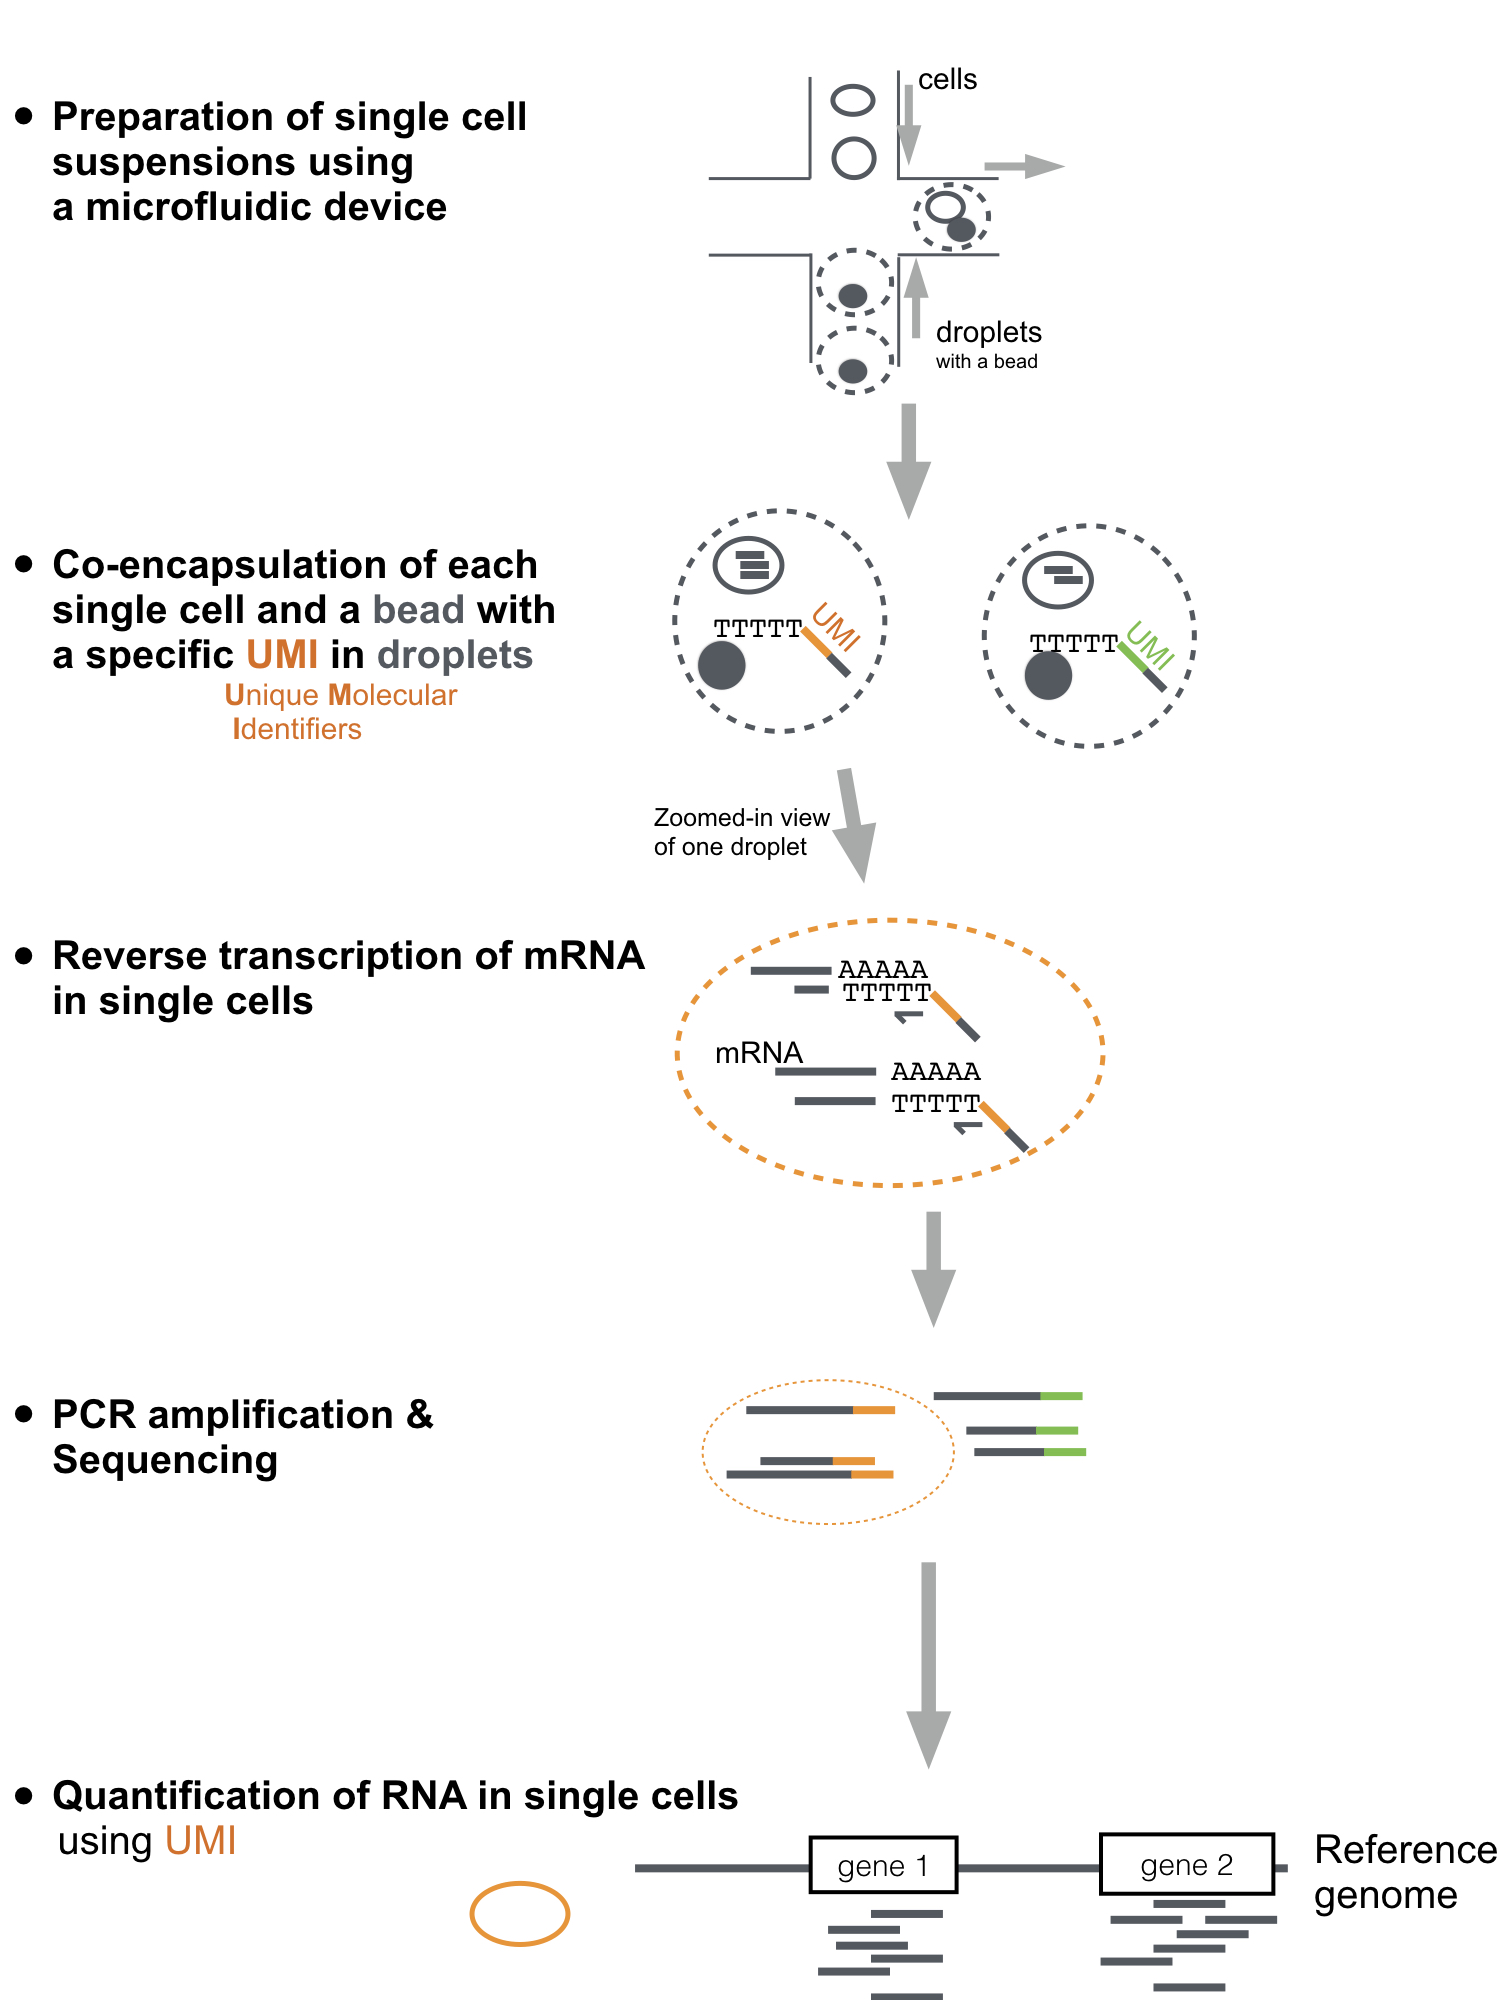 cells
• Preparation of single cell
suspensions using
a microfluidic device
droplets
with a bead
• Co-encapsulation of each
single cell and a bead with
a specific UMI in droplets
Unique Molecular
Identifiers
TTTTT
UMI
TTTTT
UMI
Zoomed-in view
of one droplet
• Reverse transcription of mRNA
in single cells
AAAAA
TTTTT
mRNA
AAAAA
TTTTT
• PCR amplification &
Sequencing
• Quantification of RNA in single cells
using UMI
gene 1
gene 2
Reference
genome